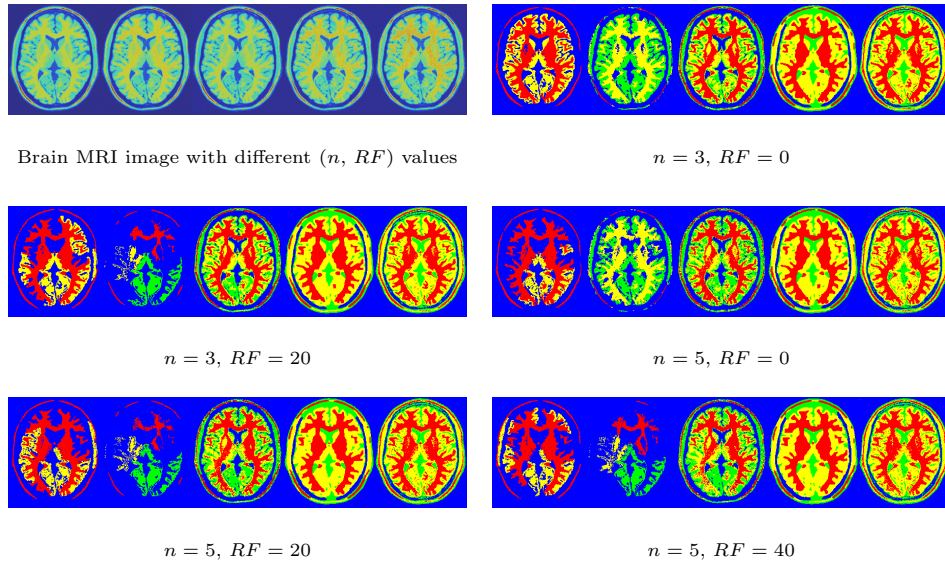 Brain MRI image with different (n, RF) values
n = 3, RF = 0
n = 3, RF = 20
n = 5, RF = 0
n = 5, RF = 20
n = 5, RF = 40